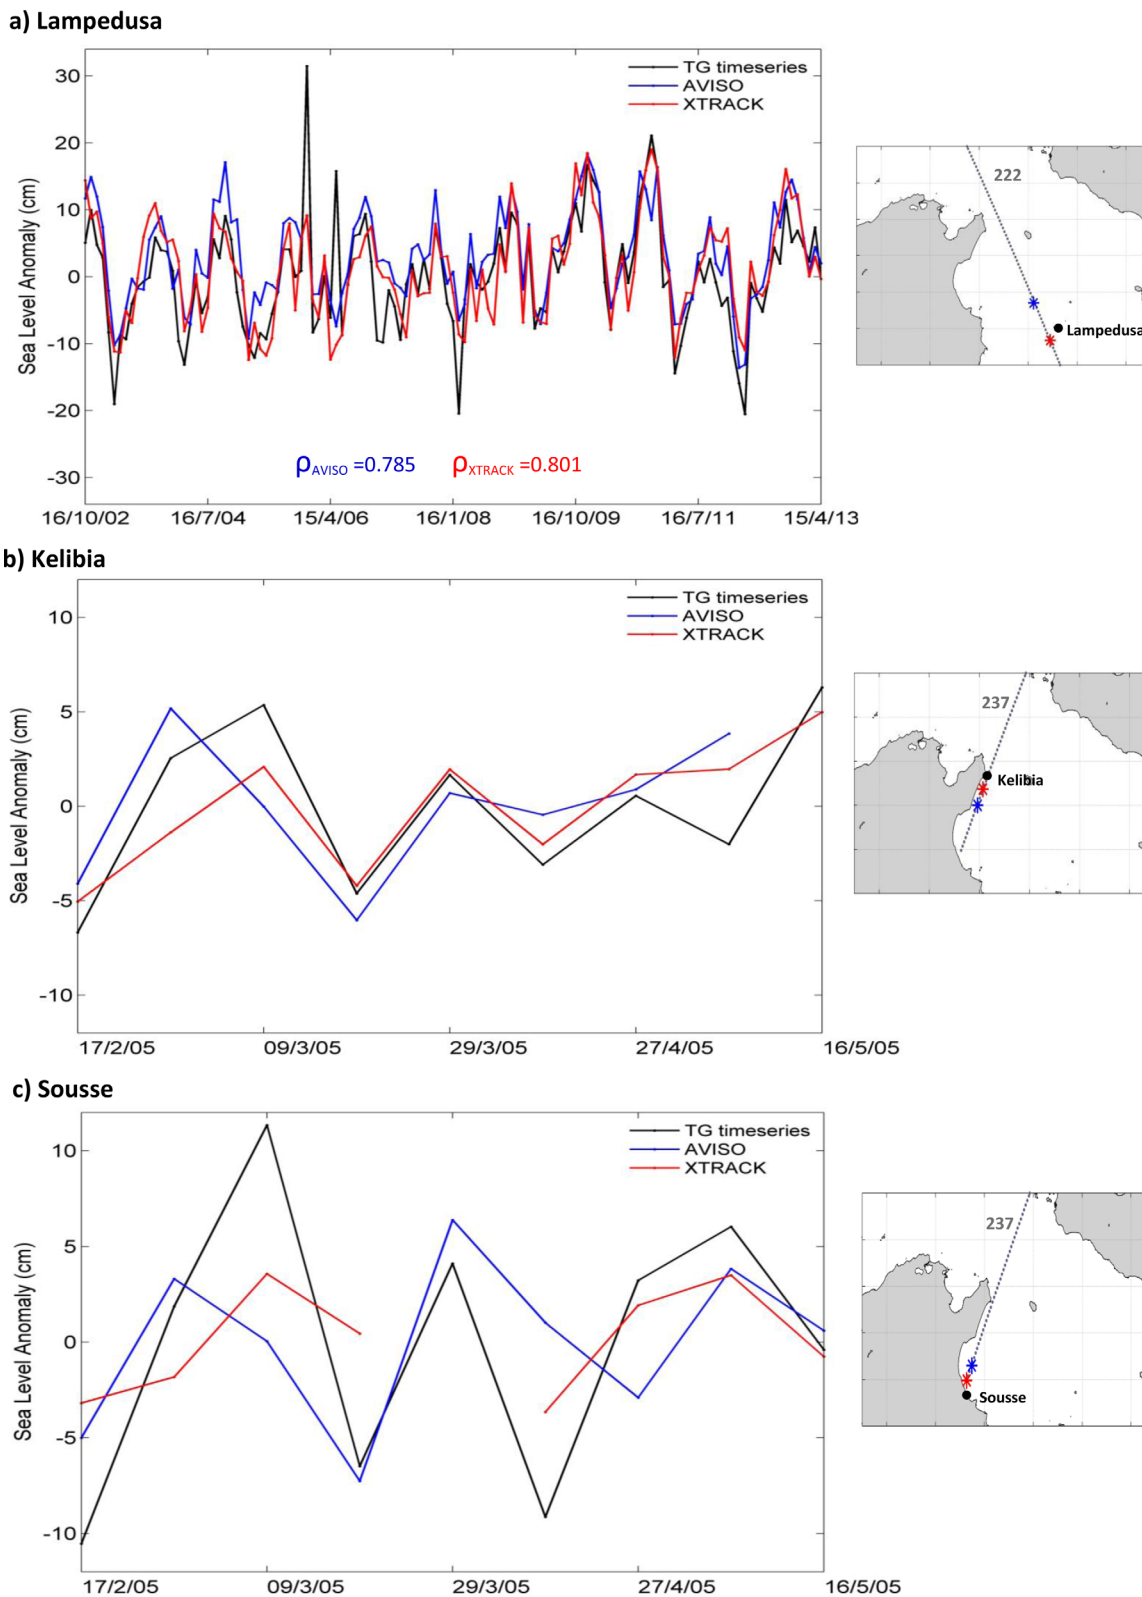 a) Lampedusa
TG timeseries
AVISO
XTRACK
Sea Level Anomaly (cm)
30
20
10
0
-10
-20
-30
ρAVISO =0.785
ρXTRACK =0.801
16/10/02
16/7/04
15/4/06
16/1/08
16/10/09
16/7/11
15/4/13
222
Lampedusa
b) Kelibia
TG timeseries
AVISO
XTRACK
Sea Level Anomaly (cm)
10
5
0
-5
-10
17/2/05
09/3/05
29/3/05
27/4/05
16/5/05
237
Kelibia
c) Sousse
TG timeseries
AVISO
XTRACK
Sea Level Anomaly (cm)
10
5
0
-5
-10
17/2/05
09/3/05
29/3/05
27/4/05
16/5/05
237
Sousse